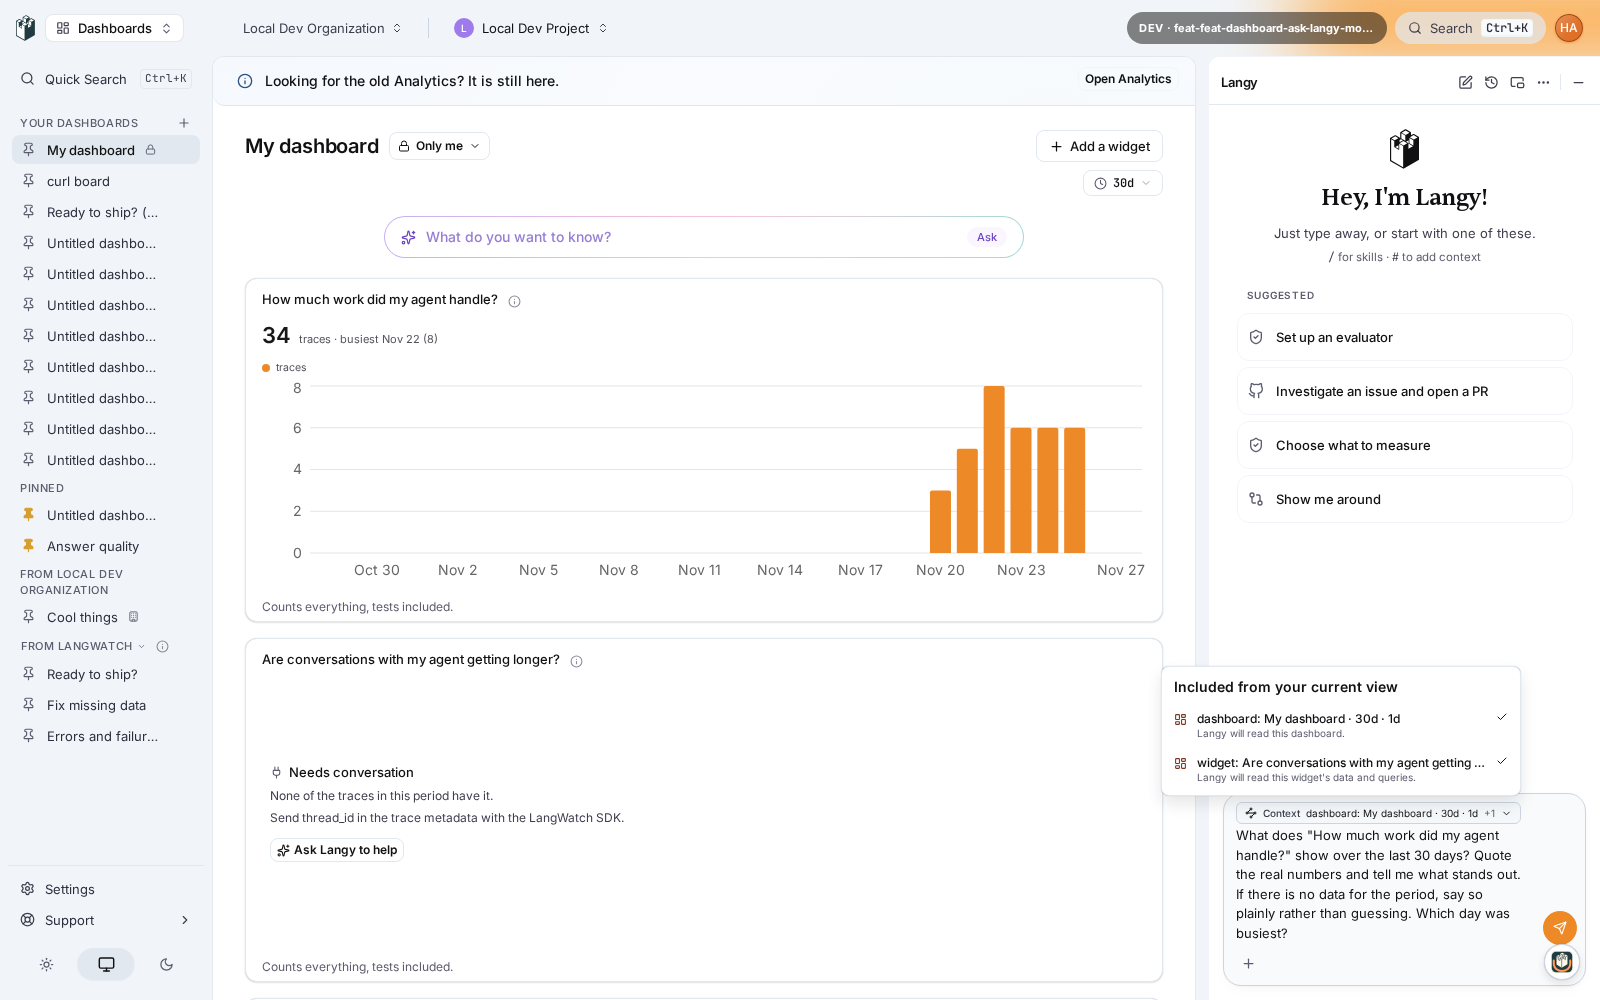 Dashboards
Local Dev Organization
L
Local Dev Project
DEV · feat-feat-dashboard-ask-langy-mo...
Search
Ctrl+K
HA
Quick Search
Ctrl+K
YOUR DASHBOARDS
My dashboard
curl board
Ready to ship? (...
Untitled dashbo...
Untitled dashbo...
Untitled dashbo...
Untitled dashbo...
Untitled dashbo...
Untitled dashbo...
Untitled dashbo...
Untitled dashbo...
PINNED
Untitled dashbo...
Answer quality
FROM LOCAL DEV
ORGANIZATION
Cool things
FROM LANGWATCH
Ready to ship?
Fix missing data
Errors and failur...
Settings
Support
Looking for the old Analytics? It is still here.
Open Analytics
My dashboard
Only me
Add a widget
30d
What do you want to know?
Ask
How much work did my agent handle?
34 traces · busiest Nov 22 (8)
traces
8
6
4
2
0
Oct 30 Nov 2 Nov 5 Nov 8 Nov 11 Nov 14 Nov 17 Nov 20 Nov 23 Nov 27
Counts everything, tests included.
Are conversations with my agent getting longer?
Needs conversation
None of the traces in this period have it.
Send thread_id in the trace metadata with the LangWatch SDK.
Ask Langy to help
Counts everything, tests included.
Langy
Hey, I'm Langy!
Just type away, or start with one of these.
/ for skills · # to add context
SUGGESTED
Set up an evaluator
Investigate an issue and open a PR
Choose what to measure
Show me around
Included from your current view
dashboard: My dashboard · 30d · 1d
Langy will read this dashboard.
widget: Are conversations with my agent getting ...
Langy will read this widget's data and queries.
Context dashboard: My dashboard · 30d · 1d +1
What does "How much work did my agent
handle?" show over the last 30 days? Quote
the real numbers and tell me what stands out.
If there is no data for the period, say so
plainly rather than guessing. Which day was
busiest?